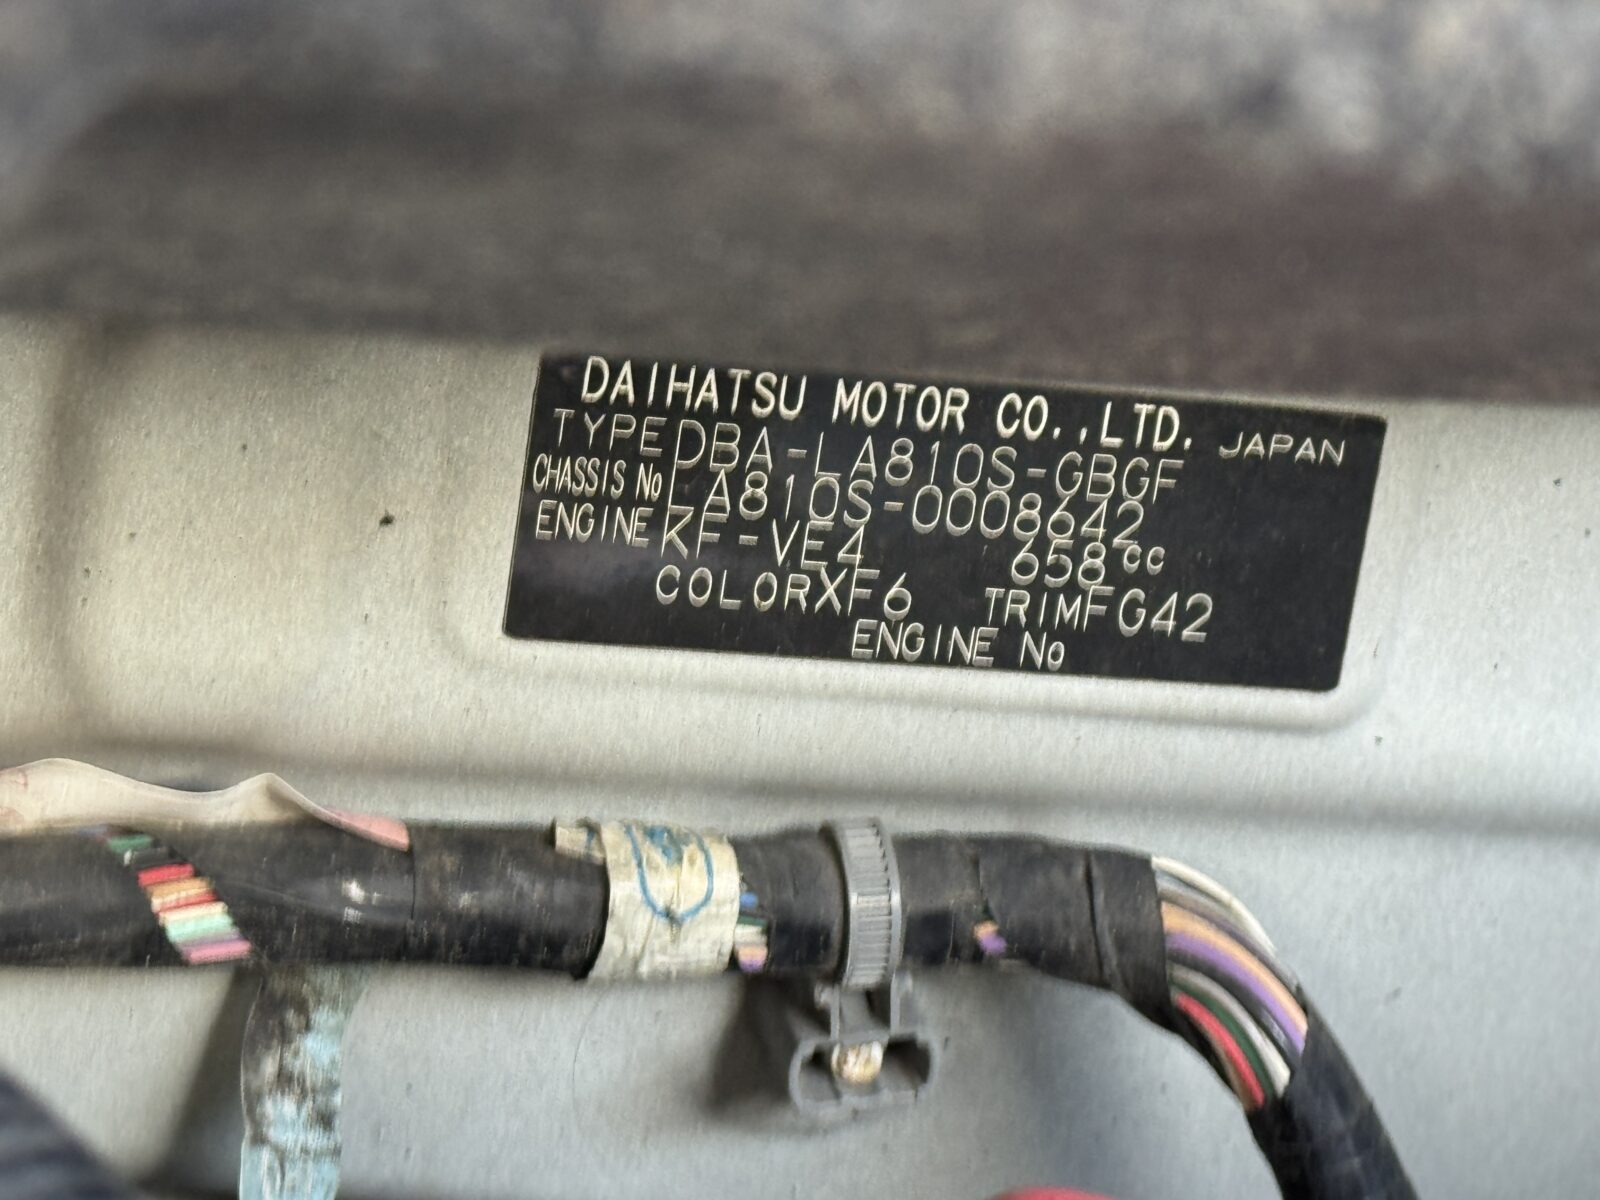 DAIHATSU MOTOR CO.,LTD. JAPAN
TYPE DBA-LA810S-GBGF
CHASSIS No LA810S-0008642
ENGINE KF-VE4 658cc
COLOR XF6 TRIM FG42
ENGINE No